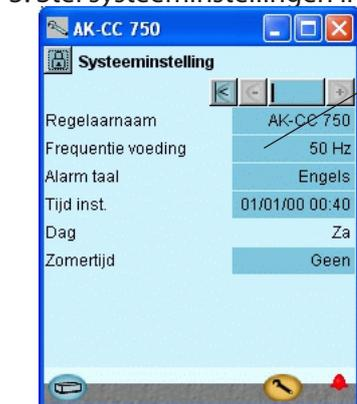 AK-CC 750
Systeeminstelling
Regelaarnaam AK-CC 750
Frequentie voeding 50 Hz
Alarm taal Engels
Tijd inst. 01/01/00 00:40
Dag Za
Zomertijd Geen